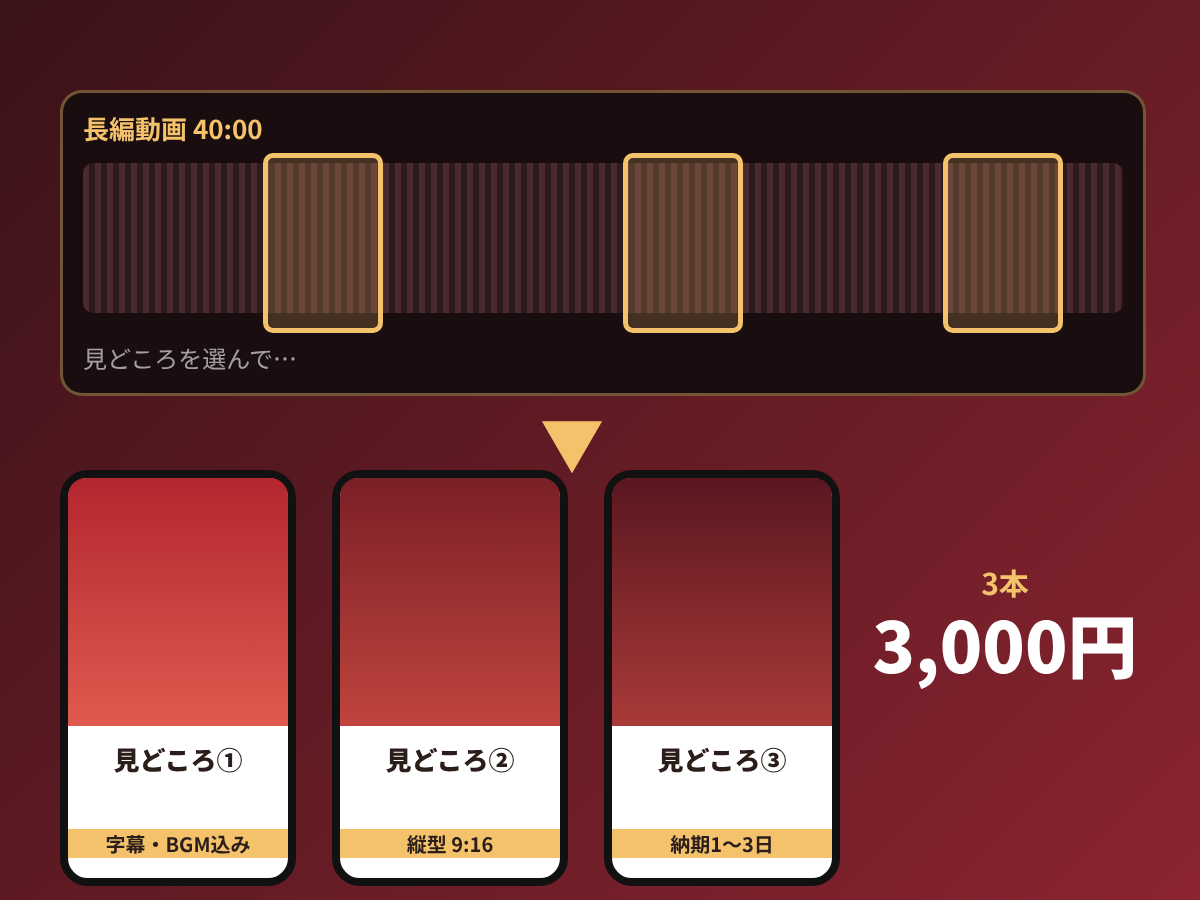 長編動画 40:00
見どころを選んで…
3本
3,000円
見どころ①
見どころ②
見どころ③
字幕・BGM込み
縦型 9:16
納期1〜3日